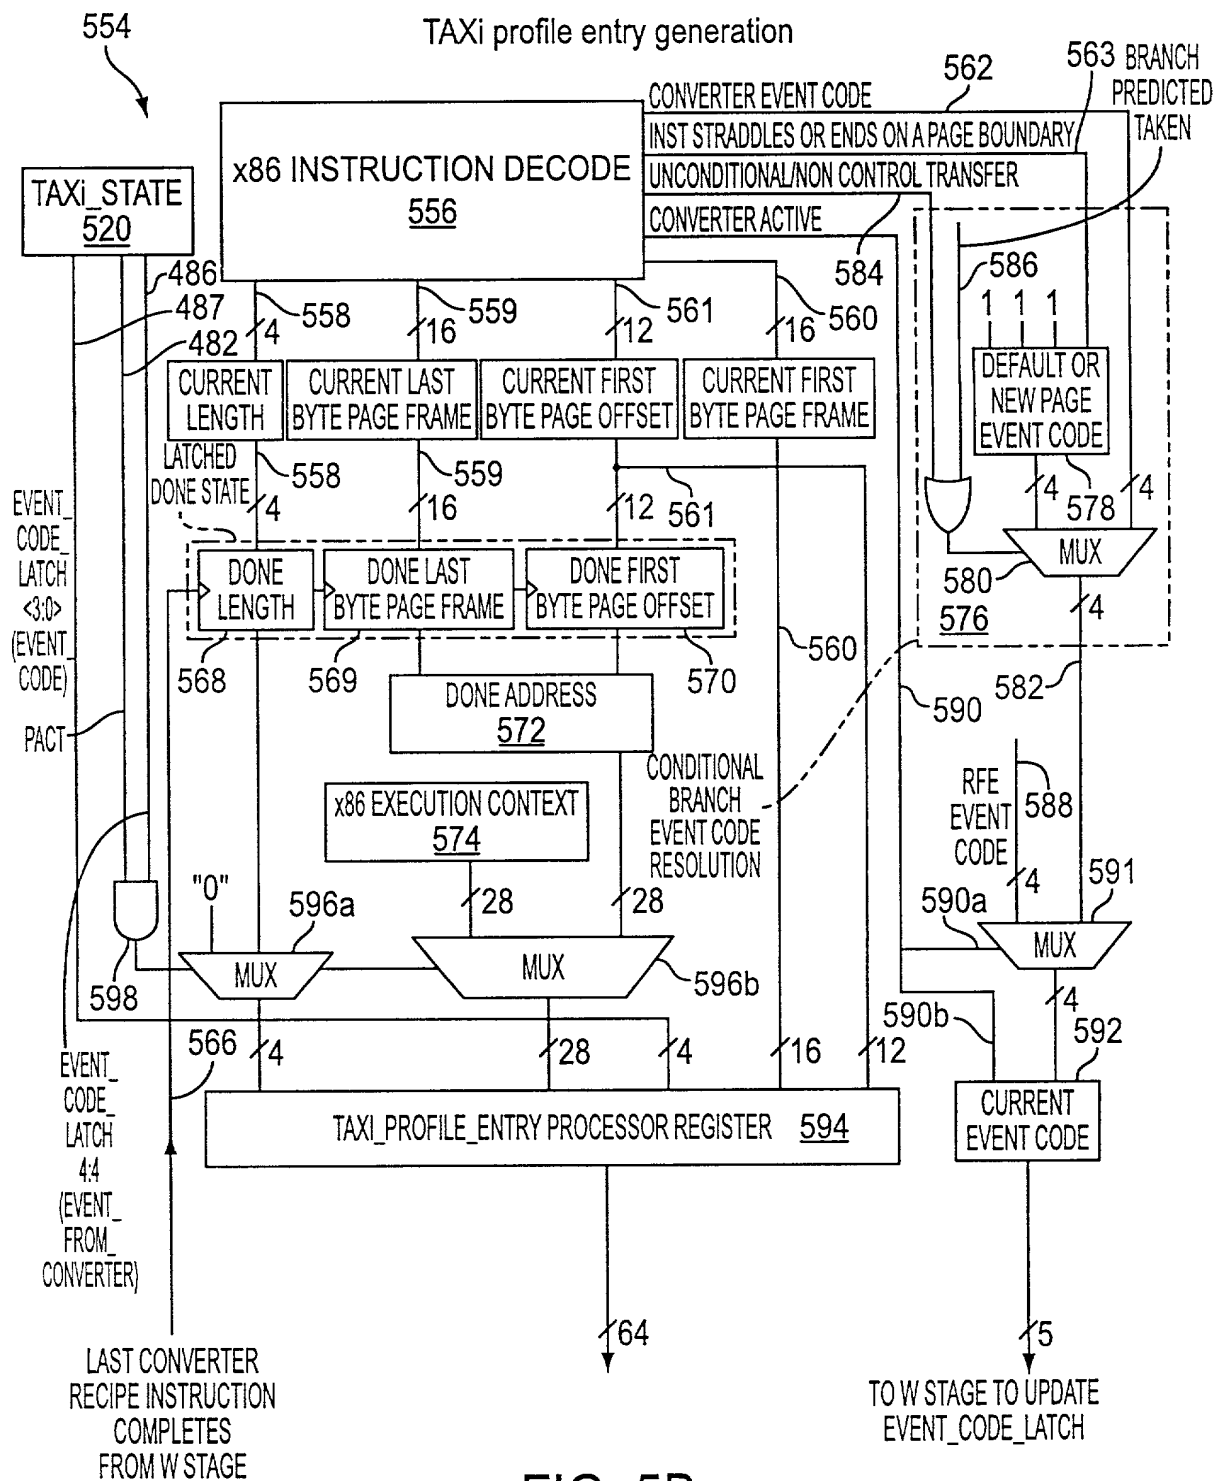 554
TAXi profile entry generation
562
563
BRANCH
PREDICTED
TAKEN
CONVERTER EVENT CODE
INST STRADDLES OR ENDS ON A PAGE BOUNDARY
x86 INSTRUCTION DECODE
556
UNCONDITIONAL/NON CONTROL TRANSFER
CONVERTER ACTIVE
TAXi_STATE
520
584
586
486
487
482
558
559
561
560
4
16
12
16
1 1 1
CURRENT
LENGTH
CURRENT LAST
BYTE PAGE FRAME
CURRENT FIRST
BYTE PAGE OFFSET
CURRENT FIRST
BYTE PAGE FRAME
DEFAULT OR
NEW PAGE
EVENT CODE
LATCHED
DONE STATE
558
559
561
4
16
12
4
578
4
EVENT_
CODE_
LATCH
<3:0>
(EVENT_
CODE)
MUX
580
4
576
DONE
LENGTH
DONE LAST
BYTE PAGE FRAME
DONE FIRST
BYTE PAGE OFFSET
568
569
570
560
582
590
PACT
DONE ADDRESS
572
CONDITIONAL
BRANCH
EVENT CODE
RESOLUTION
RFE
EVENT
CODE
588
x86 EXECUTION CONTEXT
574
"0"
596a
28
28
4
590a
591
MUX
MUX
MUX
598
596b
4
590b
592
566
4
28
4
16
12
EVENT_
CODE_
LATCH
4:4
(EVENT_
FROM_
CONVERTER)
TAXI_PROFILE_ENTRY PROCESSOR REGISTER 594
CURRENT
EVENT CODE
64
5
LAST CONVERTER
RECIPE INSTRUCTION
COMPLETES
FROM W STAGE
TO W STAGE TO UPDATE
EVENT_CODE_LATCH
FIG. 5B